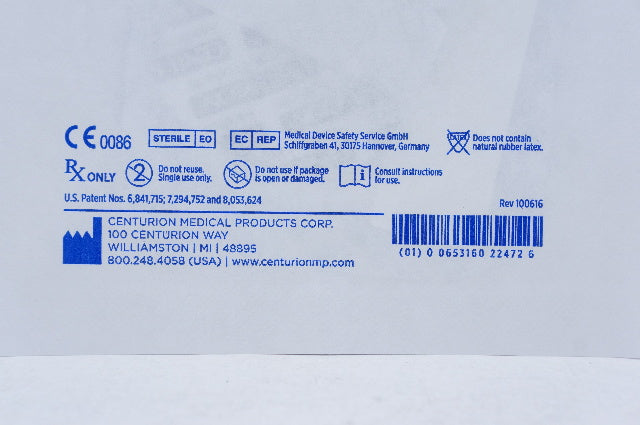 CE 0086 STERILE EO EC REP Medical Device Safety Service GmbH
Schiffgraben 41, 30175 Hannover, Germany
LATEX Does not contain
natural rubber latex.
Rx ONLY 2 Do not reuse.
Single use only.
Do not use if package
is open or damaged.
i Consult instructions
for use.
U.S. Patent Nos. 6,841,715; 7,294,752 and 8,053,624
Rev 100616
CENTURION MEDICAL PRODUCTS CORP.
100 CENTURION WAY
WILLIAMSTON | MI | 48895
800.248.4058 (USA) | www.centurionmp.com
(01) 0 0653160 22472 6